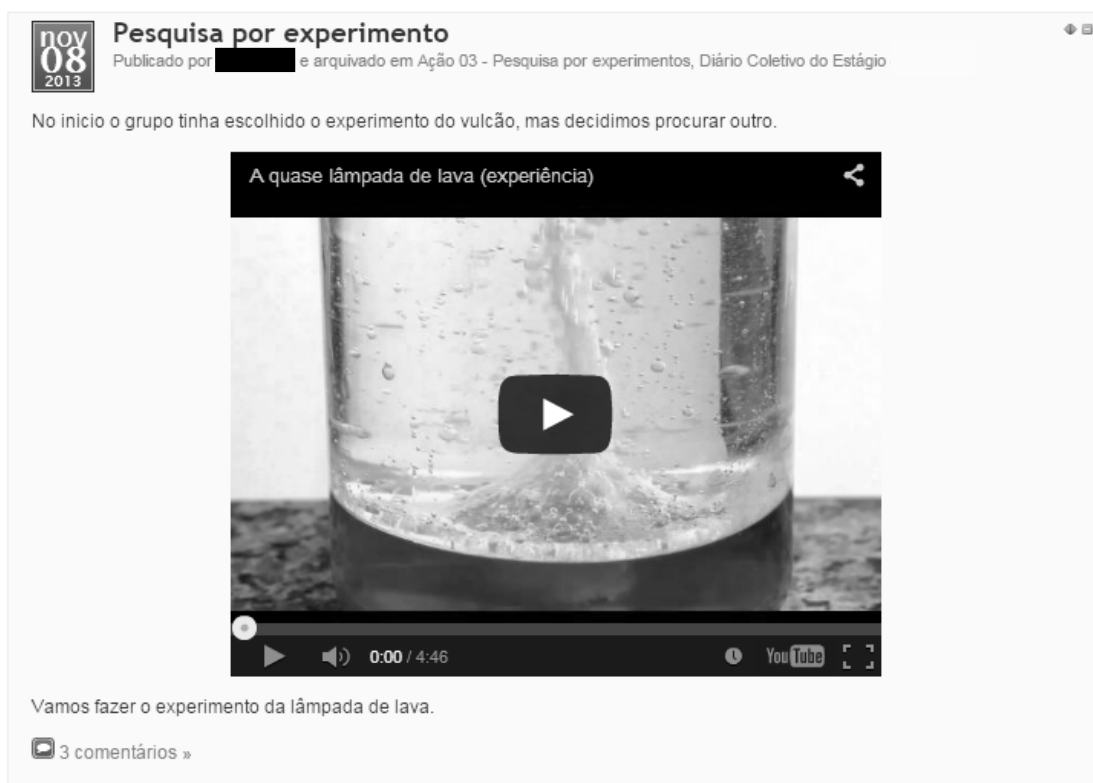 nov
08
2013
Pesquisa por experimento
Publicado por e arquivado em Ação 03 - Pesquisa por experimentos, Diário Coletivo do Estágio
No inicio o grupo tinha escolhido o experimento do vulcão, mas decidimos procurar outro.
A quase lâmpada de lava (experiência)
0:00 / 4:46
YouTube
Vamos fazer o experimento da lâmpada de lava.
3 comentários »